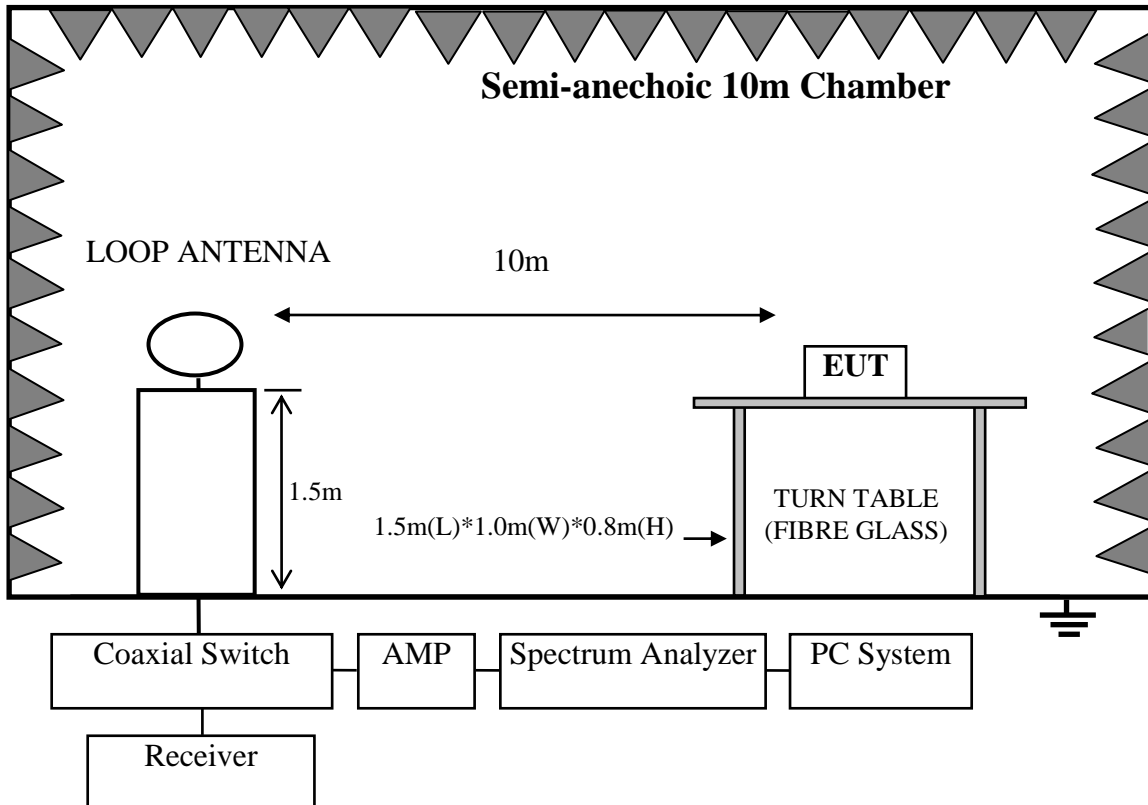 Semi-anechoic 10m Chamber
LOOP ANTENNA
10m
EUT
1.5m
1.5m(L)*1.0m(W)*0.8m(H)
TURN TABLE
(FIBRE GLASS)
Coaxial Switch
AMP
Spectrum Analyzer
PC System
Receiver